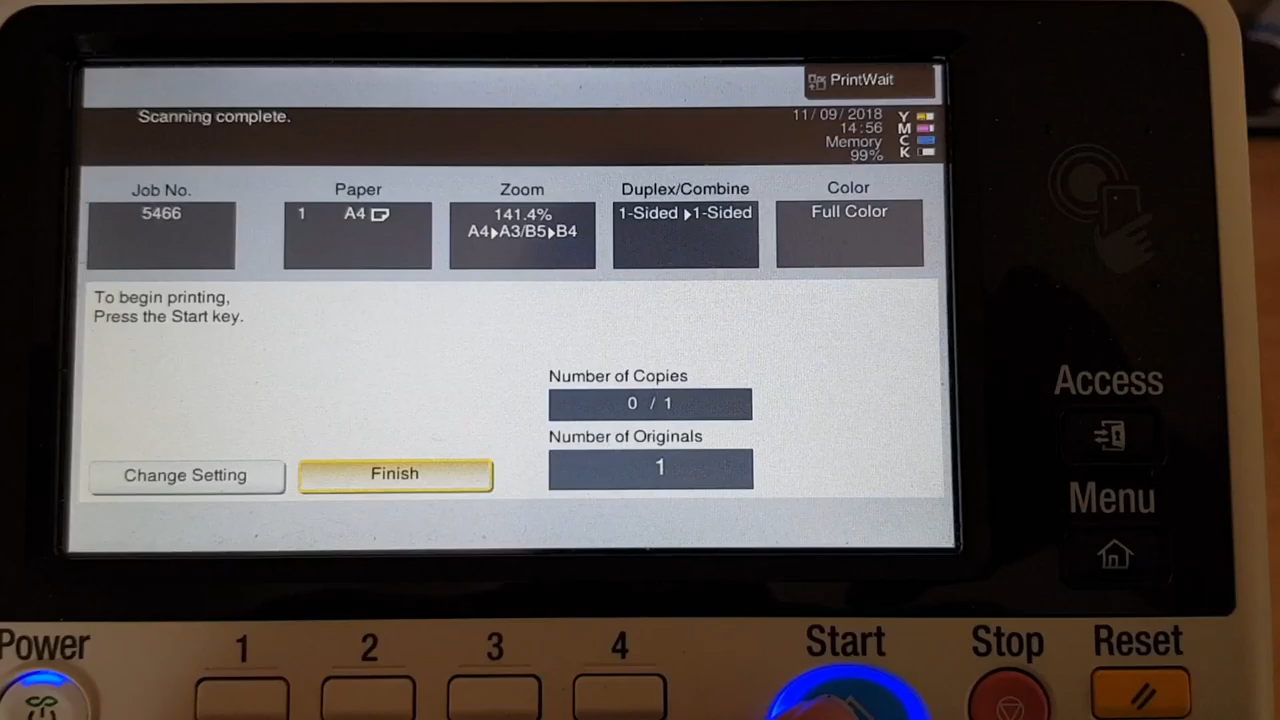 PrintWait
Scanning complete.
11/09/2018
14:56
Memory
99%
Y
M
C
K
Job No.
5466
Paper
1 A4
Zoom
141.4%
A4▶A3/B5▶B4
Duplex/Combine
1-Sided ▶1-Sided
Color
Full Color
To begin printing,
Press the Start key.
Number of Copies
0 / 1
Number of Originals
1
Change Setting
Finish
Access
Menu
Power
1
2
3
4
Start
Stop
Reset